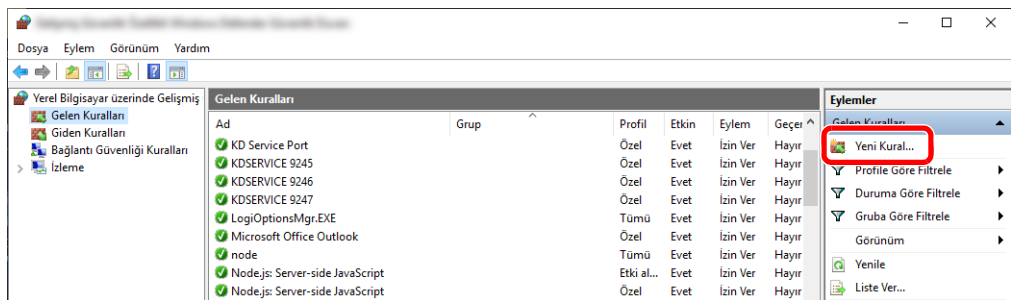 Dosya Eylem Görünüm Yardım
Yerel Bilgisayar üzerinde Gelişmiş
Gelen Kuralları
Giden Kuralları
Bağlantı Güvenliği Kuralları
İzleme
Gelen Kuralları
Ad Grup Profil Etkin Eylem Geçer
KD Service Port Özel Evet İzin Ver Hayır
KDSERVICE 9245 Özel Evet İzin Ver Hayır
KDSERVICE 9246 Özel Evet İzin Ver Hayır
KDSERVICE 9247 Özel Evet İzin Ver Hayır
LogiOptionsMgr.EXE Tümü Evet İzin Ver Hayır
Microsoft Office Outlook Özel Evet İzin Ver Hayır
node Tümü Evet İzin Ver Hayır
Node.js: Server-side JavaScript Etki al... Evet İzin Ver Hayır
Node.js: Server-side JavaScript Özel Evet İzin Ver Hayır
Eylemler
Gelen Kuralları
Yeni Kural...
Profile Göre Filtrele
Duruma Göre Filtrele
Gruba Göre Filtrele
Görünüm
Yenile
Liste Ver...